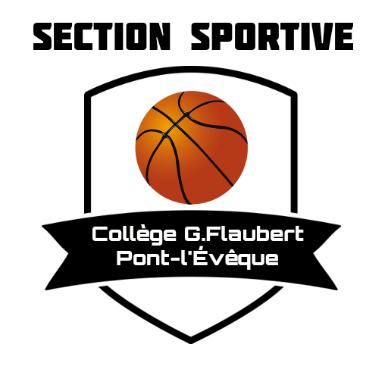 SECTION SPORTIVE
Collège G.Flaubert
Pont-l'Évêque